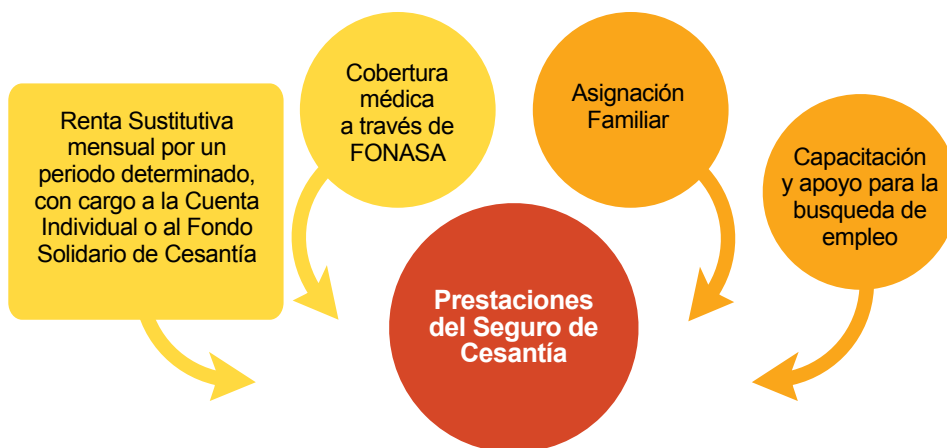 Renta Sustitutiva
mensual por un
periodo determinado,
con cargo a la Cuenta
Individual o al Fondo
Solidario de Cesantía
Cobertura
médica
a través de
FONASA
Asignación
Familiar
Capacitación
y apoyo para la
busqueda de
empleo
Prestaciones
del Seguro de
Cesantía